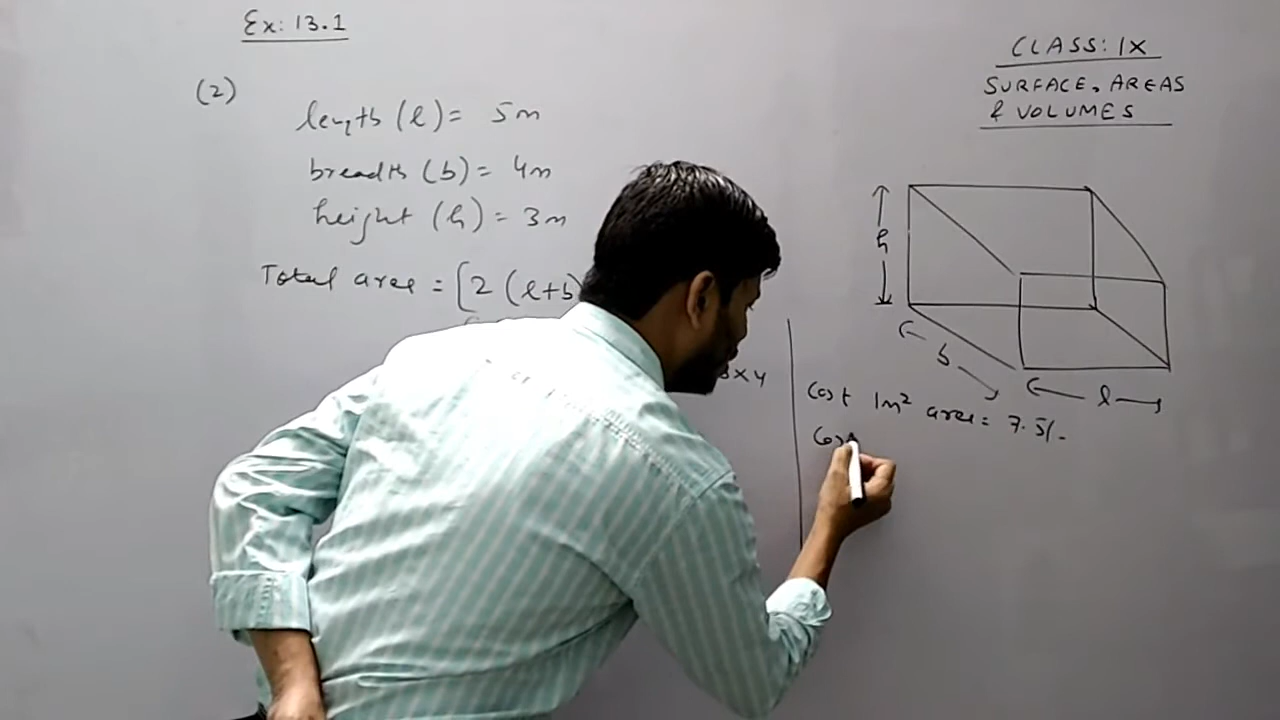 Ex: 13.1
CLASS: IX
SURFACE, AREAS
& VOLUMES
(2)
length (l) = 5m
breadth (b) = 4m
height (h) = 3m
Total area = [2 (l+b)
3×4
h
b
l
Cost 1m² area = 7.5/-
Cos